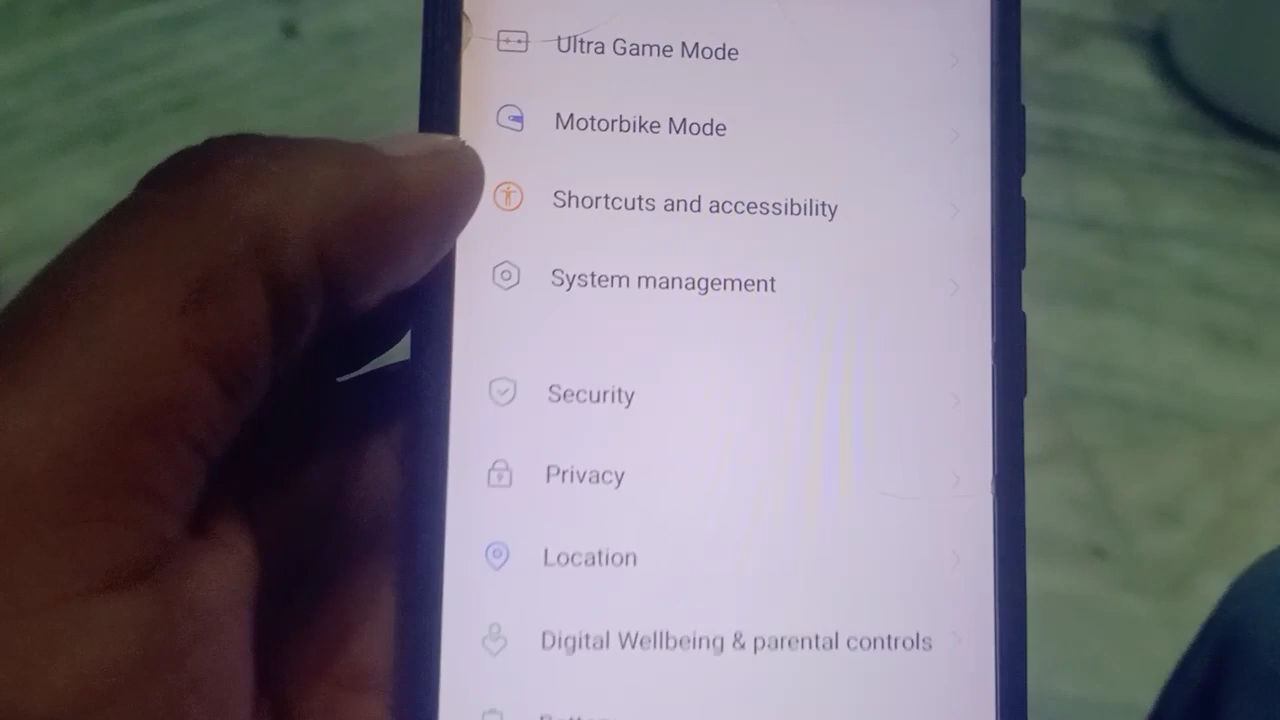 Ultra Game Mode
Motorbike Mode
Shortcuts and accessibility
System management
Security
Privacy
Location
Digital Wellbeing & parental controls